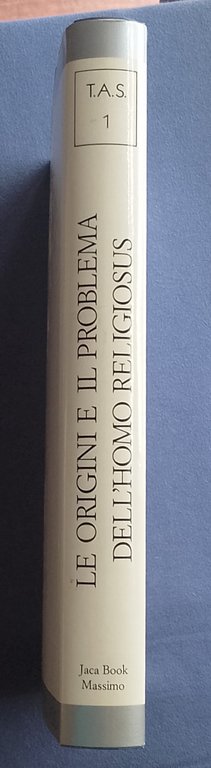 T.A.S.
1
LE ORIGINI E IL PROBLEMA
DELL'HOMO RELIGIOSUS
Jaca Book
Massimo